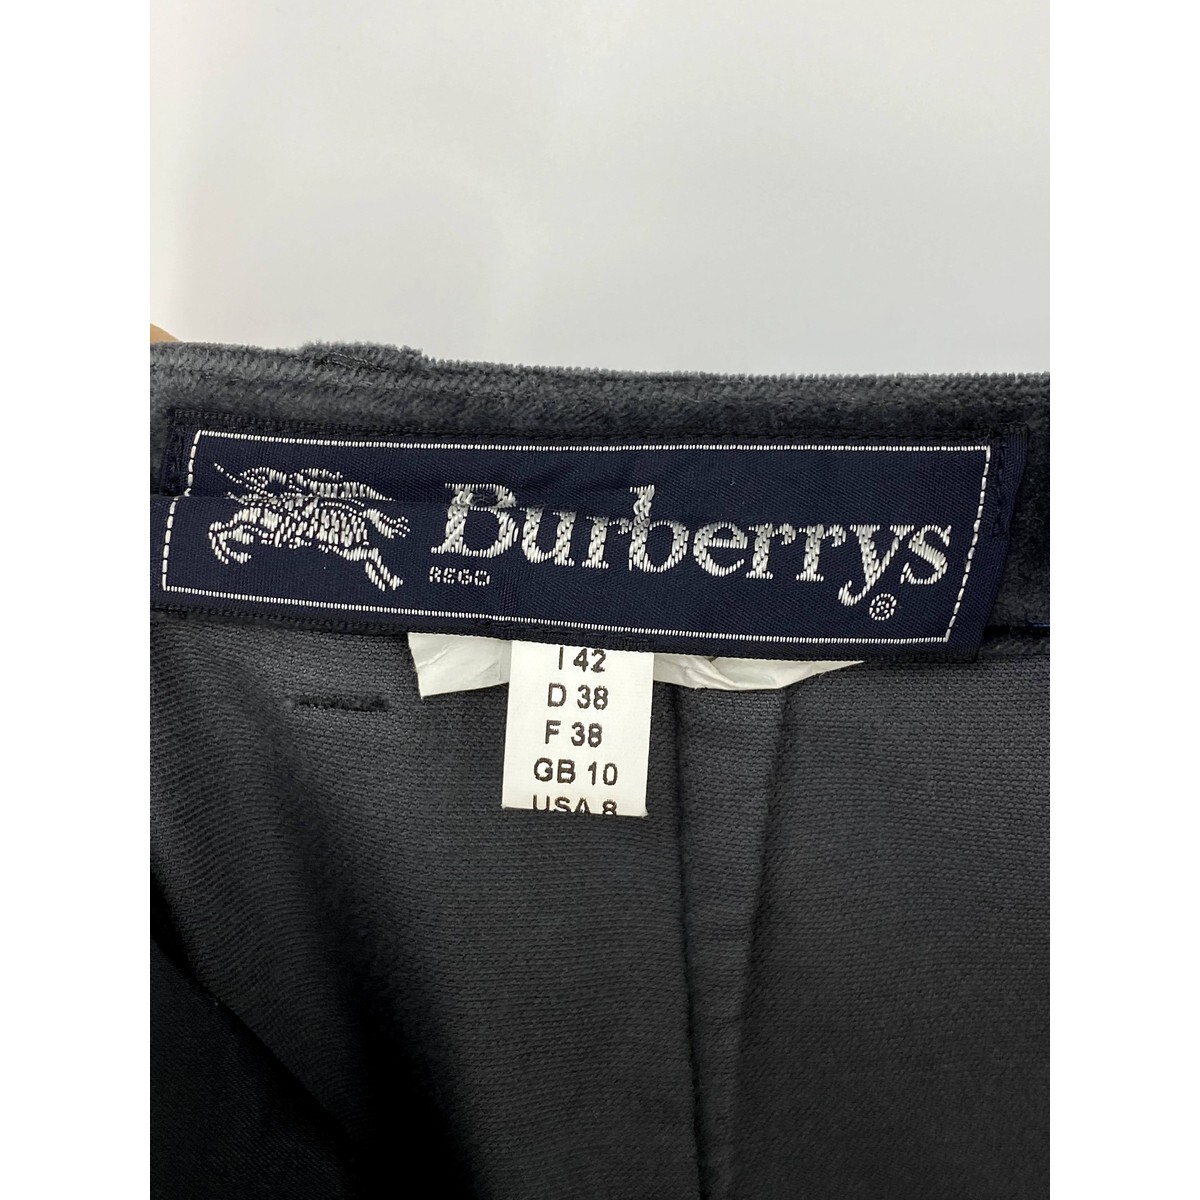 Burberrys
REGD
®
I 42
D 38
F 38
GB 10
USA 8